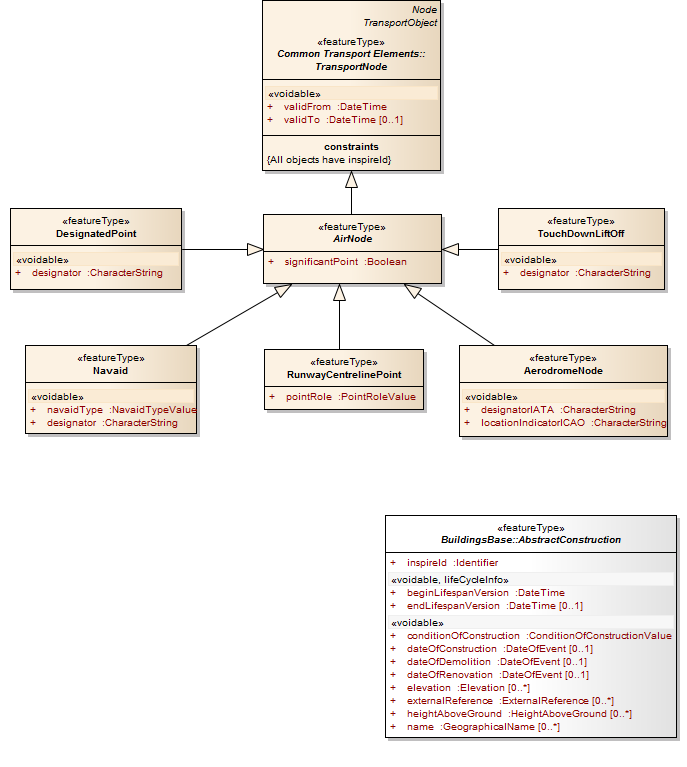 Node
TransportObject
«featureType»
Common Transport Elements::
TransportNode
«voidable»
+ validFrom :DateTime
+ validTo :DateTime [0..1]
constraints
{All objects have inspireId}
«featureType»
DesignatedPoint
«voidable»
+ designator :CharacterString
«featureType»
AirNode
+ significantPoint :Boolean
«featureType»
TouchDownLiftOff
«voidable»
+ designator :CharacterString
«featureType»
Navaid
«voidable»
+ navaidType :NavaidTypeValue
+ designator :CharacterString
«featureType»
RunwayCentrelinePoint
+ pointRole :PointRoleValue
«featureType»
AerodromeNode
«voidable»
+ designatorIATA :CharacterString
+ locationIndicatorICAO :CharacterString
«featureType»
BuildingsBase::AbstractConstruction
+ inspireId :Identifier
«voidable, lifeCycleInfo»
+ beginLifespanVersion :DateTime
+ endLifespanVersion :DateTime [0..1]
«voidable»
+ conditionOfConstruction :ConditionOfConstructionValue
+ dateOfConstruction :DateOfEvent [0..1]
+ dateOfDemolition :DateOfEvent [0..1]
+ dateOfRenovation :DateOfEvent [0..1]
+ elevation :Elevation [0..*]
+ externalReference :ExternalReference [0..*]
+ heightAboveGround :HeightAboveGround [0..*]
+ name :GeographicalName [0..*]